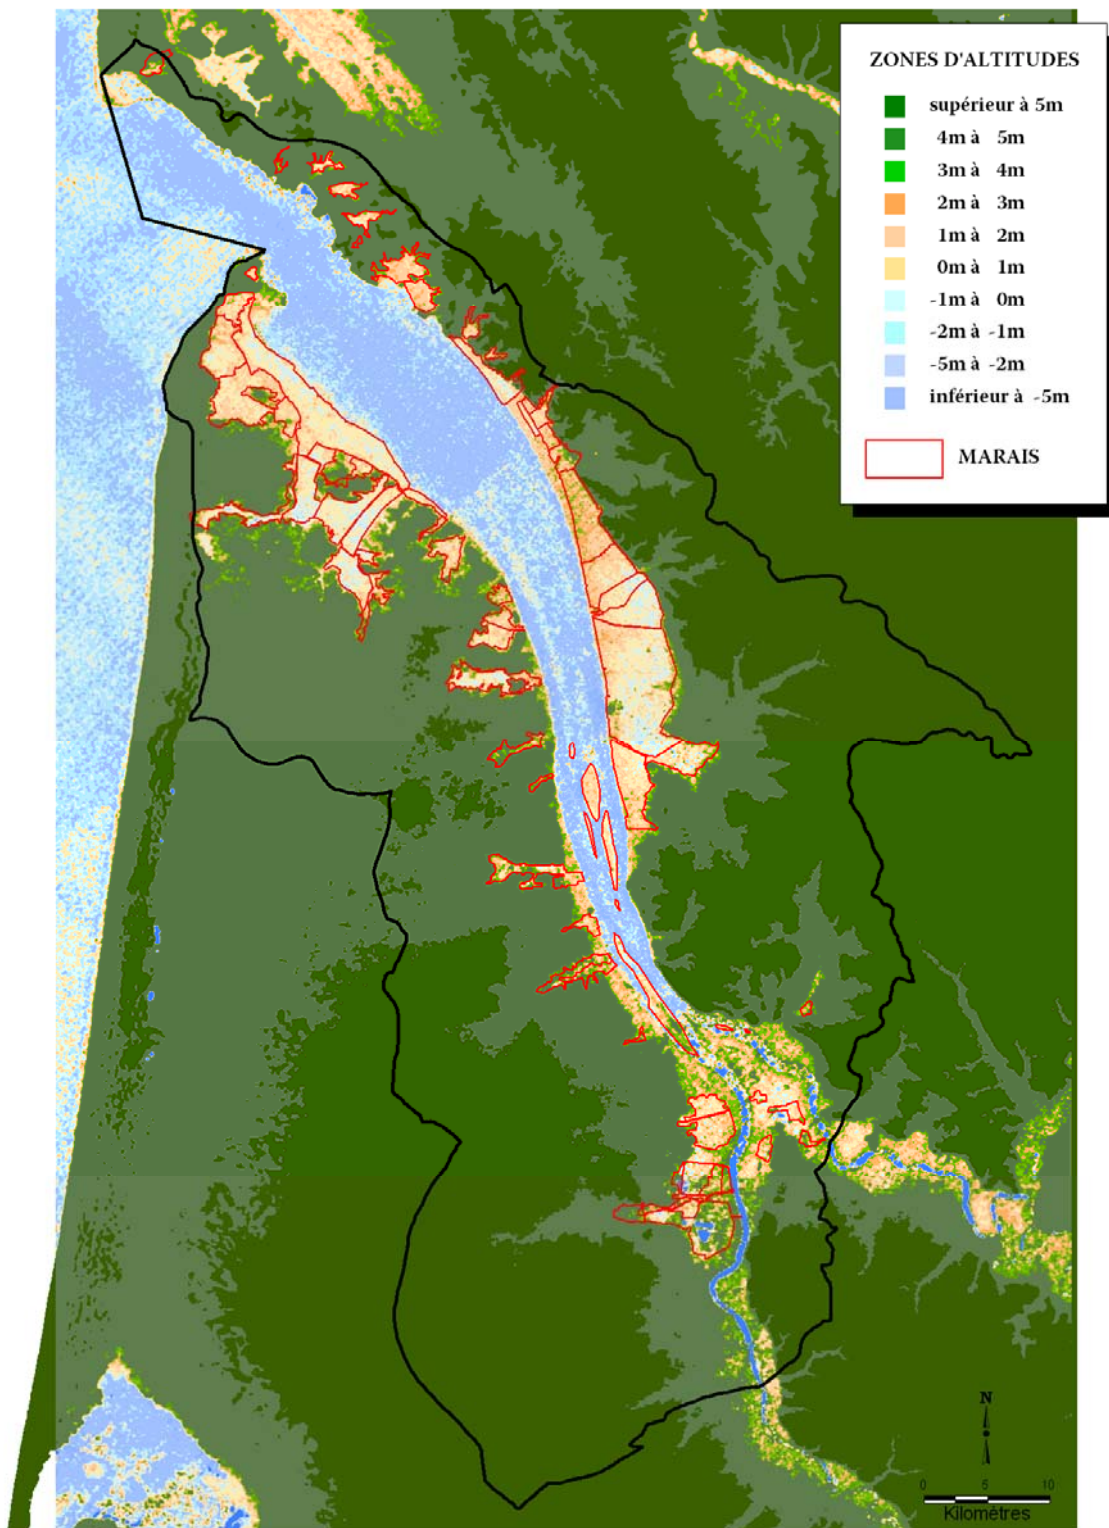 ZONES D'ALTITUDES
supérieur à 5m
4m à 5m
3m à 4m
2m à 3m
1m à 2m
0m à 1m
-1m à 0m
-2m à -1m
-5m à -2m
inférieur à -5m
MARAIS
N
0 5 10
Kilomètres